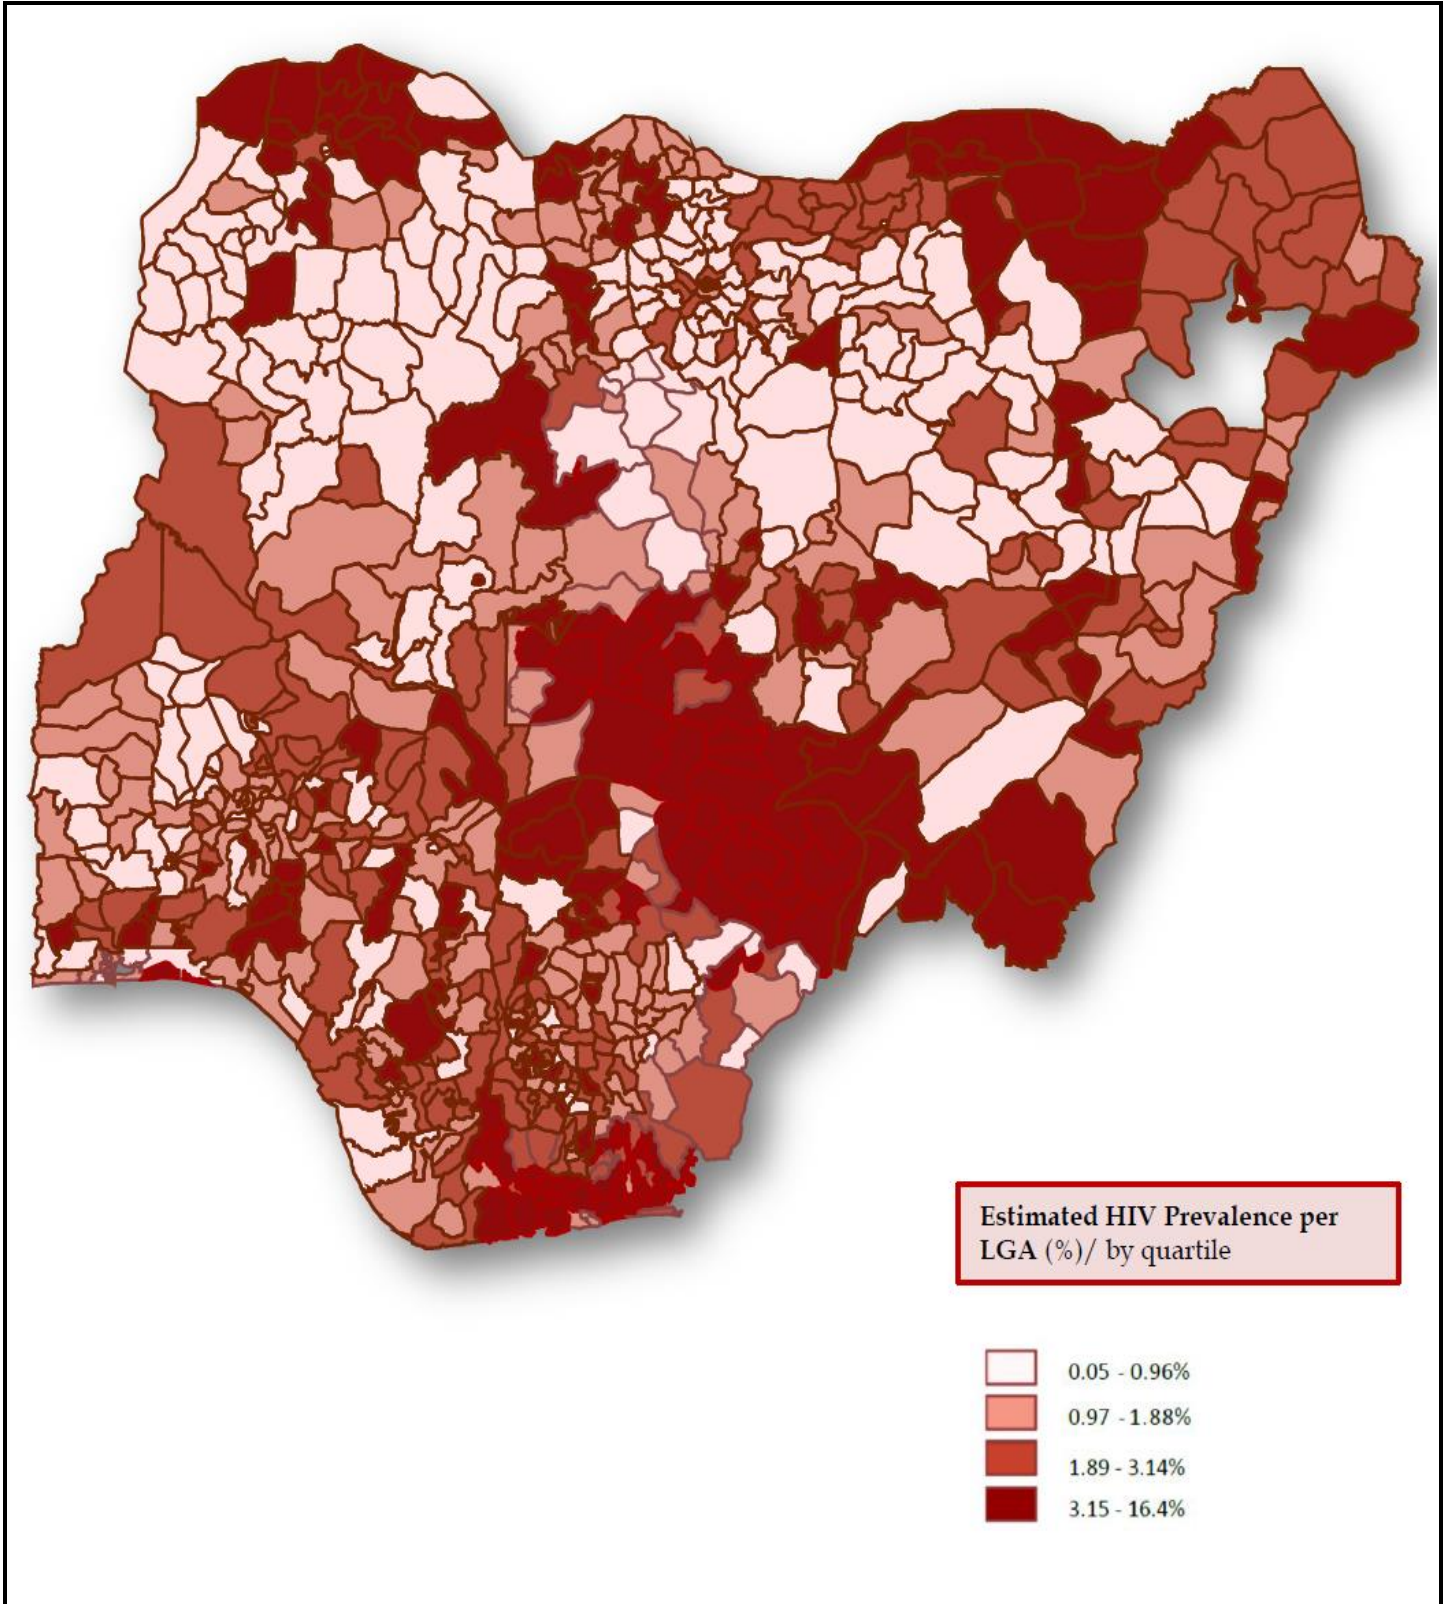 Estimated HIV Prevalence per
LGA (%)/ by quartile
0.05 - 0.96%
0.97 - 1.88%
1.89 - 3.14%
3.15 - 16.4%